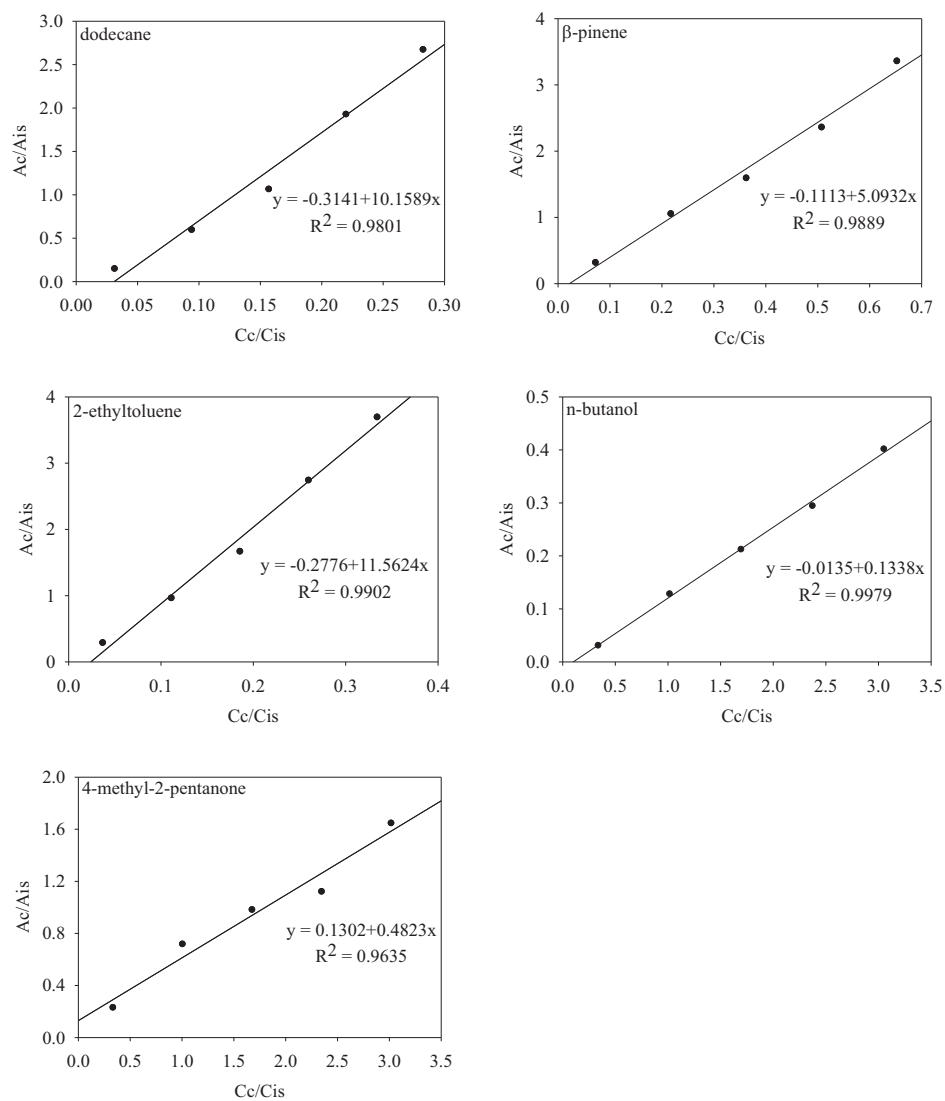 dodecane
3.0
2.5
2.0
1.5
1.0
0.5
0.0
Ac/Ais
y = -0.3141+10.1589x
R2 = 0.9801
0.00 0.05 0.10 0.15 0.20 0.25 0.30
Cc/Cis
β-pinene
4
3
2
1
0
Ac/Ais
y = -0.1113+5.0932x
R2 = 0.9889
0.0 0.1 0.2 0.3 0.4 0.5 0.6 0.7
Cc/Cis
2-ethyltoluene
4
3
2
1
0
Ac/Ais
y = -0.2776+11.5624x
R2 = 0.9902
0.0 0.1 0.2 0.3 0.4
Cc/Cis
n-butanol
0.5
0.4
0.3
0.2
0.1
0.0
Ac/Ais
y = -0.0135+0.1338x
R2 = 0.9979
0.0 0.5 1.0 1.5 2.0 2.5 3.0 3.5
Cc/Cis
4-methyl-2-pentanone
2.0
1.6
1.2
0.8
0.4
0.0
Ac/Ais
y = 0.1302+0.4823x
R2 = 0.9635
0.0 0.5 1.0 1.5 2.0 2.5 3.0 3.5
Cc/Cis